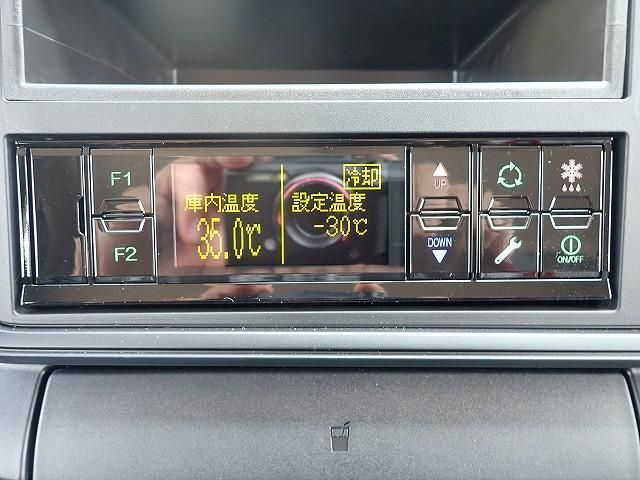 F1
F2
冷却
庫内温度
設定温度
35.0℃
-30℃
UP
DOWN
ON/OFF